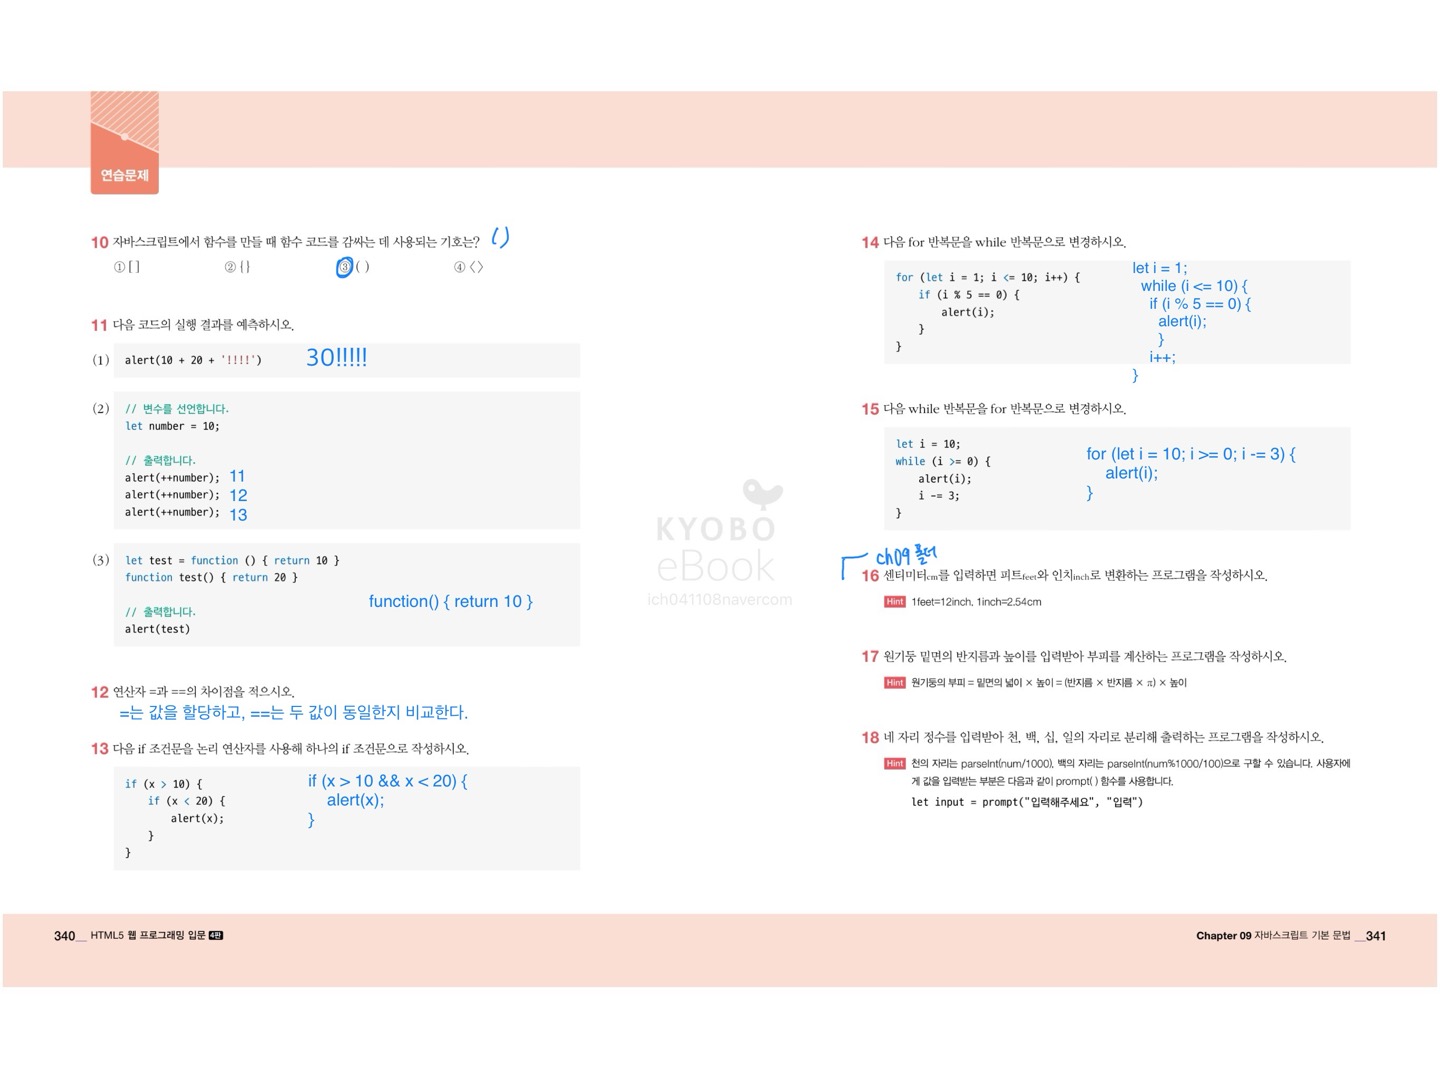 연습문제
10 자바스크립트에서 함수를 만들 때 함수 코드를 감싸는 데 사용되는 기호는? ()
① [ ] ② { } ③ ( ) ④ < >
11 다음 코드의 실행 결과를 예측하시오.
(1) alert(10 + 20 + '!!!!') 30!!!!!
(2) // 변수를 선언합니다.
let number = 10;
// 출력합니다.
alert(++number); 11
alert(++number); 12
alert(++number); 13
(3) let test = function () { return 10 }
function test() { return 20 }
function() { return 10 }
// 출력합니다.
alert(test)
12 연산자 =과 ==의 차이점을 적으시오.
=는 값을 할당하고, ==는 두 값이 동일한지 비교한다.
13 다음 if 조건문을 논리 연산자를 사용해 하나의 if 조건문으로 작성하시오.
if (x > 10) {
if (x < 20) {
alert(x);
}
}
if (x > 10 && x < 20) {
alert(x);
}
340__ HTML5 웹 프로그래밍 입문 4판
KYOBO
eBook
ich041108navercom
14 다음 for 반복문을 while 반복문으로 변경하시오.
for (let i = 1; i <= 10; i++) {
if (i % 5 == 0) {
alert(i);
}
}
let i = 1;
while (i <= 10) {
if (i % 5 == 0) {
alert(i);
}
i++;
}
15 다음 while 반복문을 for 반복문으로 변경하시오.
let i = 10;
while (i >= 0) {
alert(i);
i -= 3;
}
for (let i = 10; i >= 0; i -= 3) {
alert(i);
}
ch09 폴더
16 센티미터cm를 입력하면 피트feet와 인치inch로 변환하는 프로그램을 작성하시오.
Hint 1feet=12inch, 1inch=2.54cm
17 원기둥 밑면의 반지름과 높이를 입력받아 부피를 계산하는 프로그램을 작성하시오.
Hint 원기둥의 부피 = 밑면의 넓이 × 높이 = (반지름 × 반지름 × π) × 높이
18 네 자리 정수를 입력받아 천, 백, 십, 일의 자리로 분리해 출력하는 프로그램을 작성하시오.
Hint 천의 자리는 parseInt(num/1000), 백의 자리는 parseInt(num%1000/100)으로 구할 수 있습니다. 사용자에
게 값을 입력받는 부분은 다음과 같이 prompt( ) 함수를 사용합니다.
let input = prompt("입력해주세요", "입력")
Chapter 09 자바스크립트 기본 문법 __341